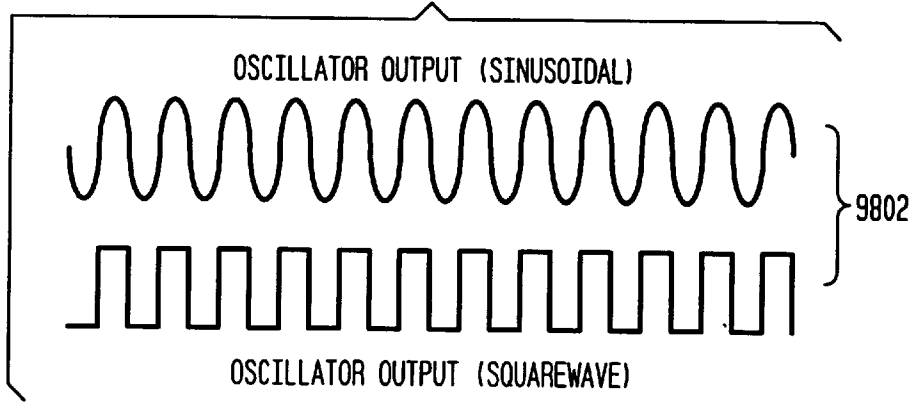 OSCILLATOR OUTPUT (SINUSOIDAL)
9802
OSCILLATOR OUTPUT (SQUAREWAVE)